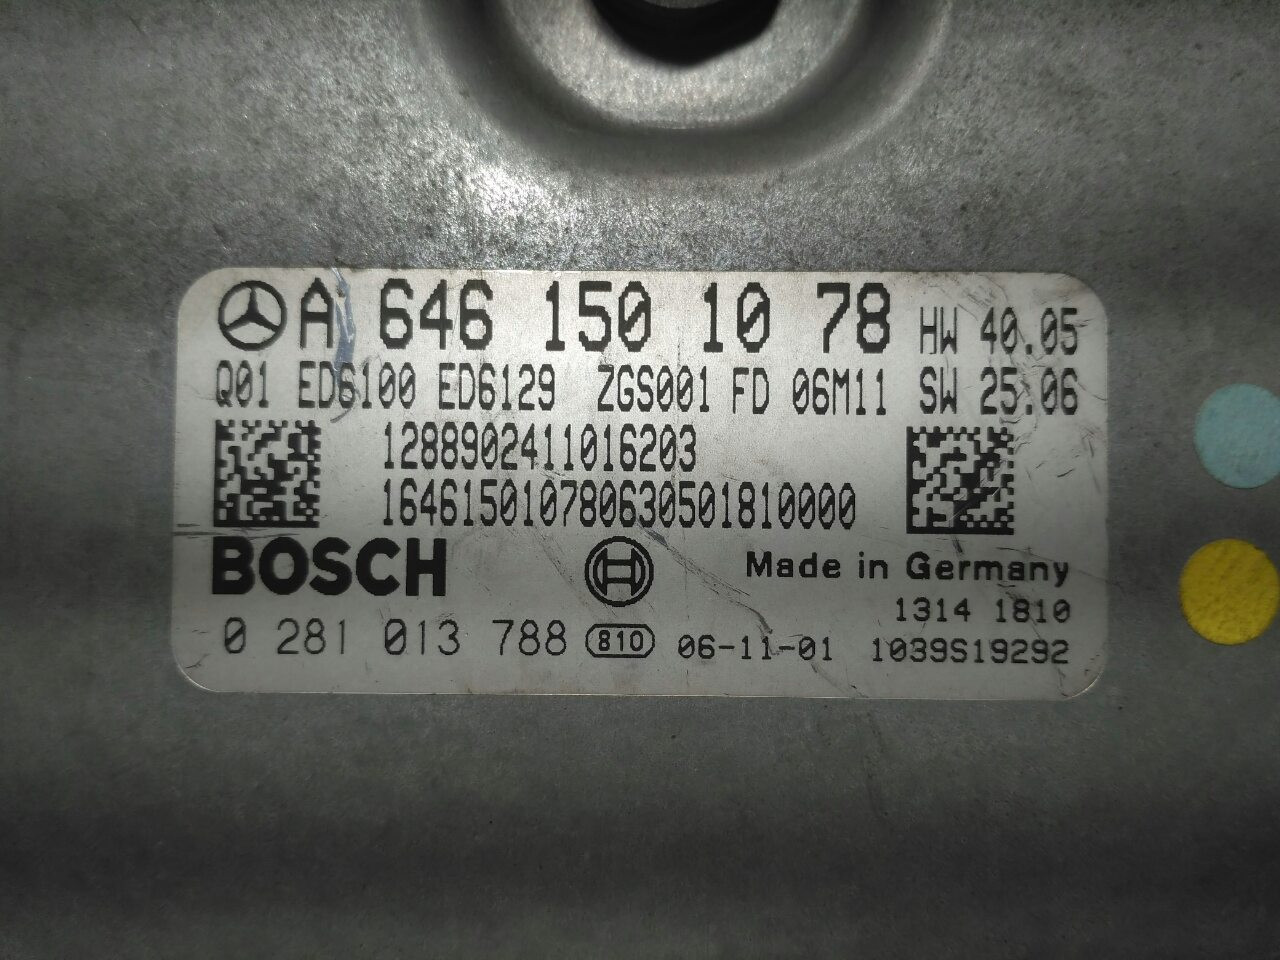 A 646 150 10 78 HW 40.05
Q01 ED6100 ED6129 ZGS001 FD 06M11 SW 25.06
1288902411016203
164615010780630501810000
BOSCH Made in Germany
1314 1810
0 281 013 788 810 06-11-01 1039S19292